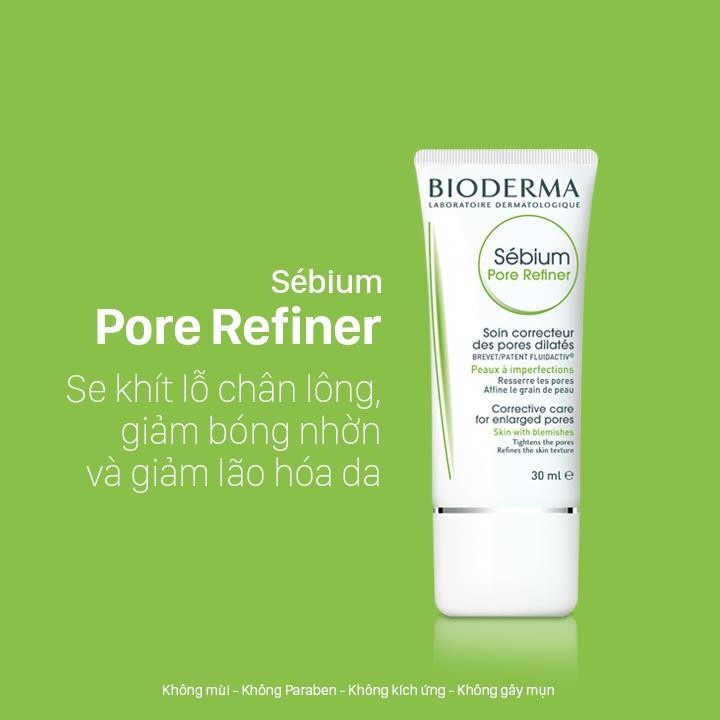 Sébium
Pore Refiner
Se khít lỗ chân lông,
giảm bóng nhờn
và giảm lão hóa da
BIODERMA
LABORATOIRE DERMATOLOGIQUE
Sébium
Pore Refiner
Soin correcteur
des pores dilatés
BREVET/PATENT FLUIDACTIV®
Peaux à imperfections
Resserre les pores
Affine le grain de peau
Corrective care
for enlarged pores
Skin with blemishes
Tightens the pores
Refines the skin texture
30 ml ℮
Không mùi - Không Paraben - Không kích ứng - Không gây mụn